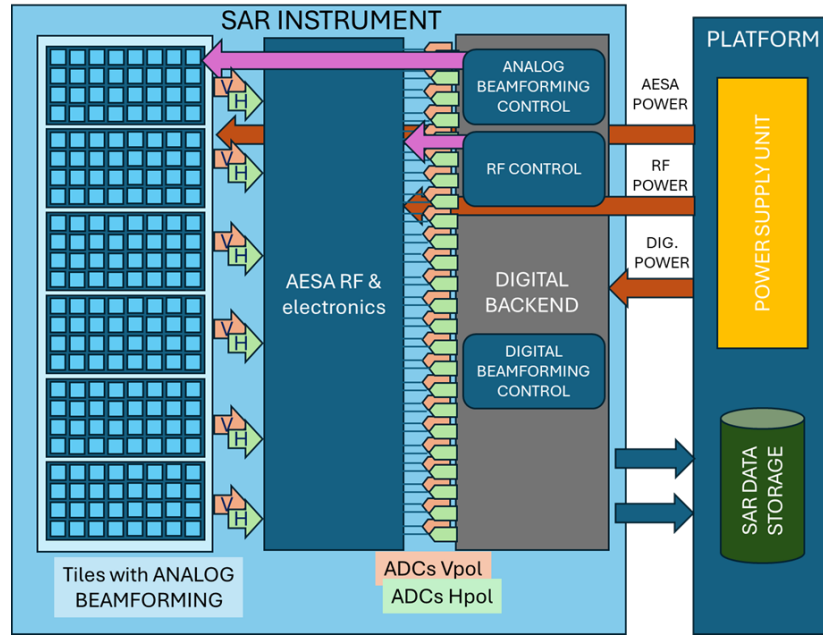 SAR INSTRUMENT
PLATFORM
ANALOG
BEAMFORMING
CONTROL
RF CONTROL
AESA
POWER
RF
POWER
DIG.
POWER
POWER SUPPLY UNIT
V
H
V
H
V
H
V
H
V
H
V
H
AESA RF &
electronics
DIGITAL
BACKEND
DIGITAL
BEAMFORMING
CONTROL
SAR DATA
STORAGE
Tiles with ANALOG
BEAMFORMING
ADCs Vpol
ADCs Hpol